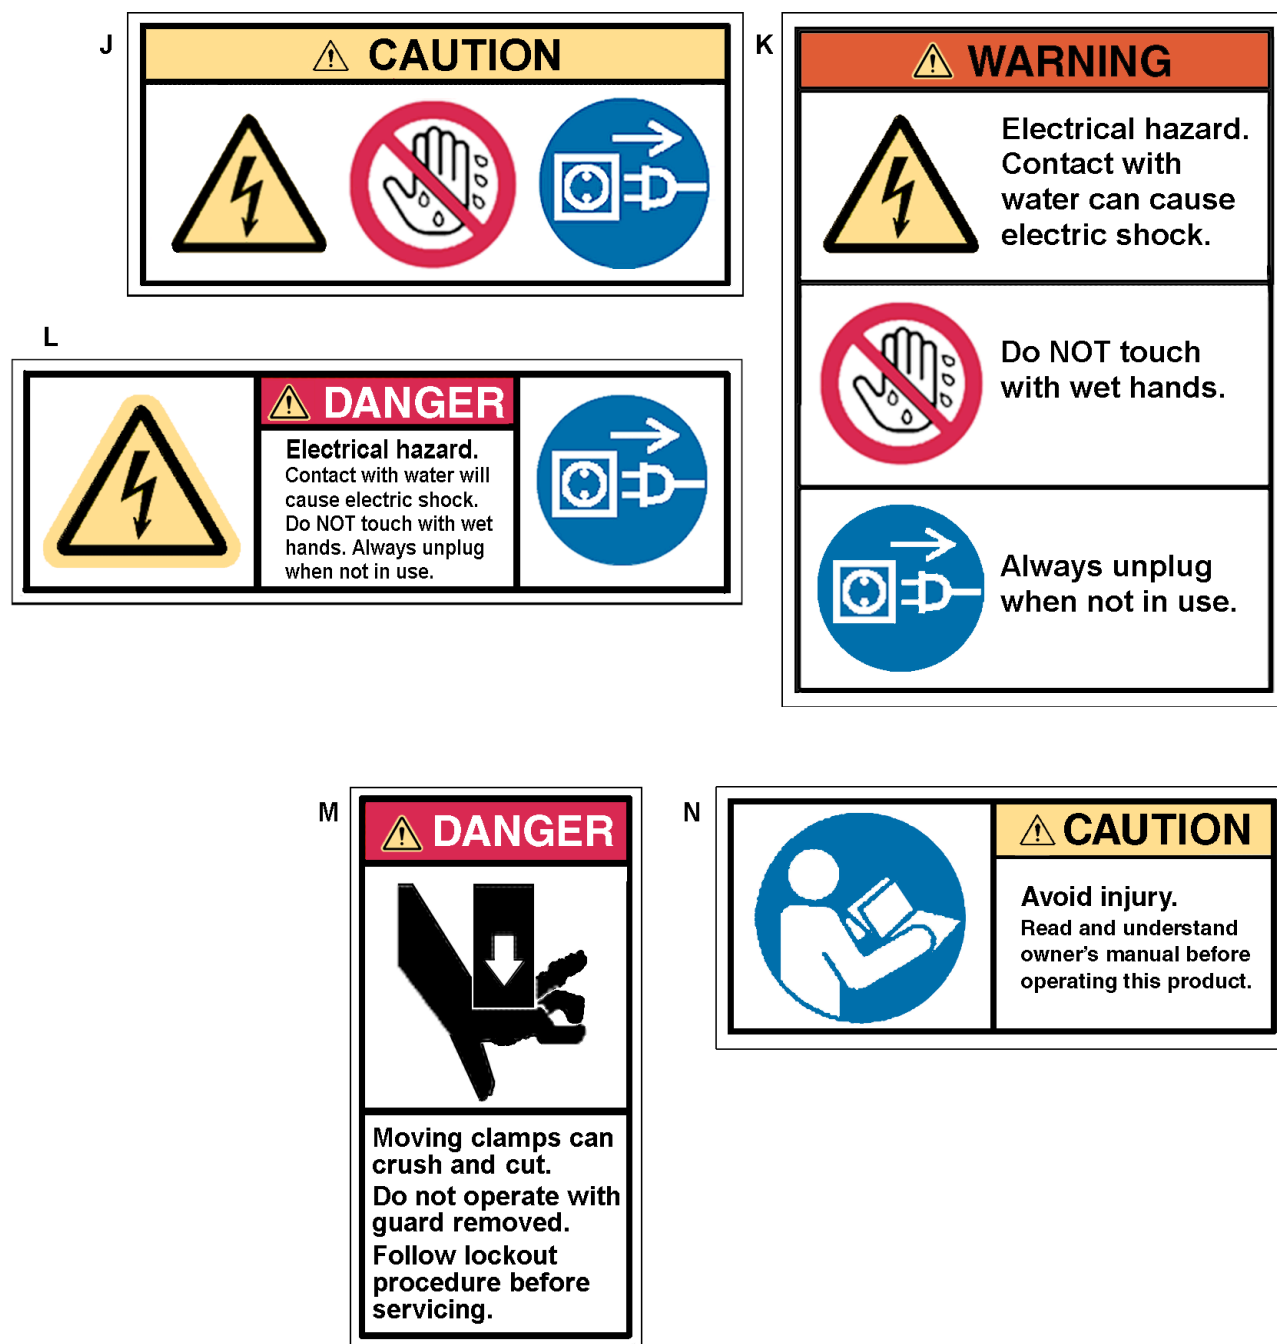 J
CAUTION
K
WARNING
Electrical hazard.
Contact with
water can cause
electric shock.
Do NOT touch
with wet hands.
Always unplug
when not in use.
L
DANGER
Electrical hazard.
Contact with water will
cause electric shock.
Do NOT touch with wet
hands. Always unplug
when not in use.
M
DANGER
Moving clamps can
crush and cut.
Do not operate with
guard removed.
Follow lockout
procedure before
servicing.
N
CAUTION
Avoid injury.
Read and understand
owner's manual before
operating this product.